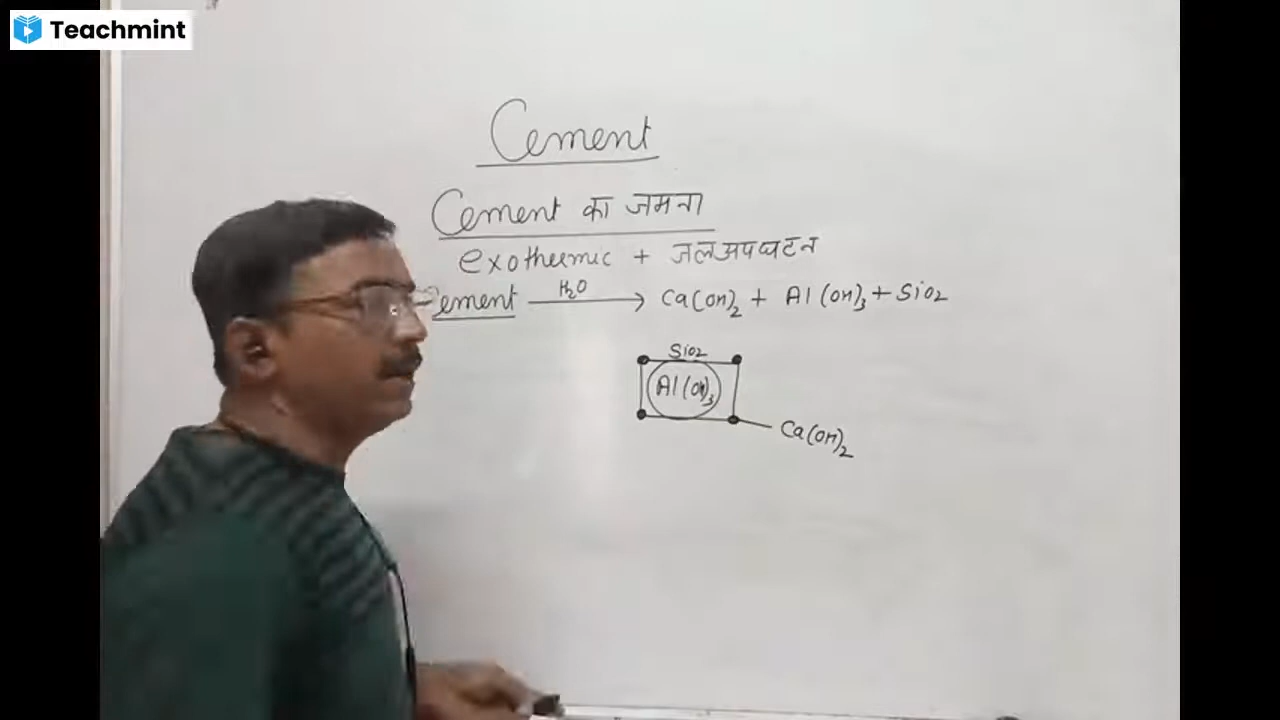 Teachmint
Cement
Cement का जमना
exothermic + जलअपघटन
Cement H₂O → Ca(OH)₂ + Al(OH)₃ + SiO₂
SiO₂
Al(OH)₃
Ca(OH)₂